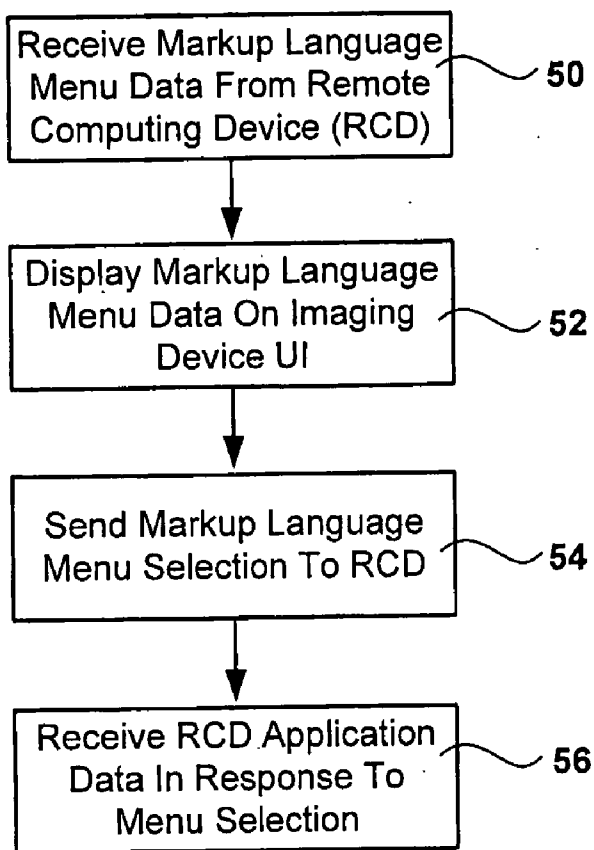 Receive Markup Language
Menu Data From Remote
Computing Device (RCD)
50
Display Markup Language
Menu Data On Imaging
Device UI
52
Send Markup Language
Menu Selection To RCD
54
Receive RCD Application
Data In Response To
Menu Selection
56